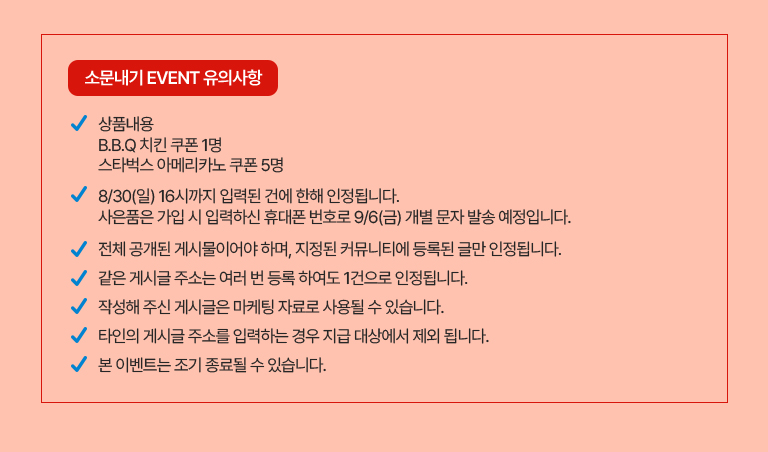 소문내기 EVENT 유의사항
상품내용
B.B.Q 치킨 쿠폰 1명
스타벅스 아메리카노 쿠폰 5명
8/30(일) 16시까지 입력된 건에 한해 인정됩니다.
사은품은 가입 시 입력하신 휴대폰 번호로 9/6(금) 개별 문자 발송 예정입니다.
전체 공개된 게시물이어야 하며, 지정된 커뮤니티에 등록된 글만 인정됩니다.
같은 게시글 주소는 여러 번 등록 하여도 1건으로 인정됩니다.
작성해 주신 게시글은 마케팅 자료로 사용될 수 있습니다.
타인의 게시글 주소를 입력하는 경우 지급 대상에서 제외 됩니다.
본 이벤트는 조기 종료될 수 있습니다.